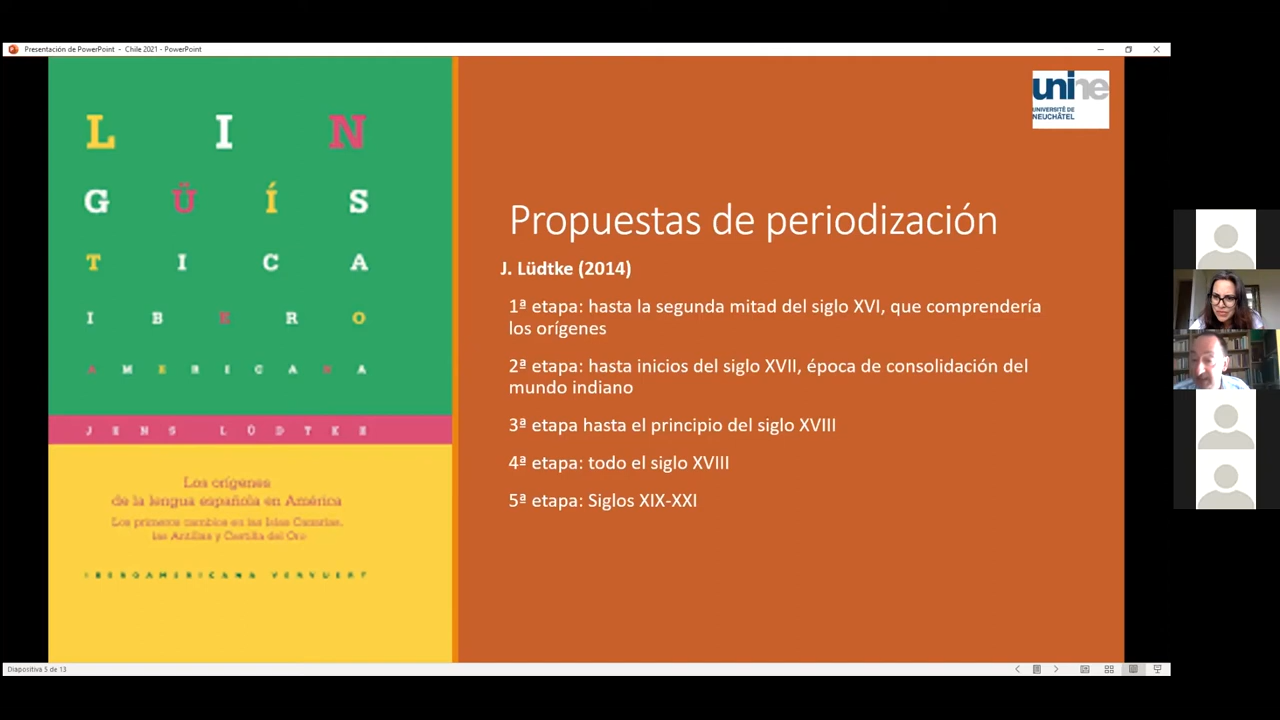 Presentación de PowerPoint - Chile 2021 - PowerPoint
L I N
G Ü Í S
T I C A
I B E R O
A M E R I C A N A
J E N S L Ü D T K E
Los orígenes
de la lengua española en América
Los primeros cambios en las Islas Canarias,
las Antillas y Castilla del Oro
IBEROAMERICANA VERVUERT
unine
UNIVERSITÉ DE
NEUCHÂTEL
Propuestas de periodización
J. Lüdtke (2014)
1ª etapa: hasta la segunda mitad del siglo XVI, que comprendería
los orígenes
2ª etapa: hasta inicios del siglo XVII, época de consolidación del
mundo indiano
3ª etapa hasta el principio del siglo XVIII
4ª etapa: todo el siglo XVIII
5ª etapa: Siglos XIX-XXI
Diapositiva 5 de 13